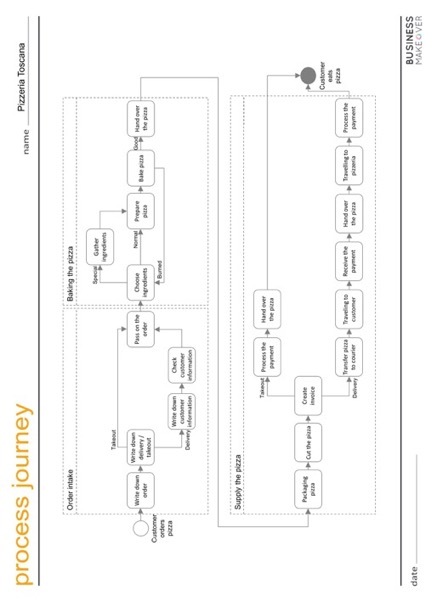 process journey
name
Pizzeria Toscana
BUSINESS
MAKEOVER
Order intake
Customer
orders
pizza
Write down
order
Write down
delivery /
takeout
Takeout
Delivery
Write down
customer
information
Check
customer
information
Pass on the
order
Baking the pizza
Choose
ingredients
Special
Normal
Gather
ingredients
Prepare
pizza
Bake pizza
Burned
Good
Hand over
the pizza
Supply the pizza
Packaging
pizza
Cut the pizza
Create
invoice
Takeout
Process the
payment
Hand over
the pizza
Delivery
Transfer pizza
to courier
Traveling to
customer
Receive the
payment
Hand over
the pizza
Travelling to
pizzeria
Process the
payment
Customer
eats
pizza
date